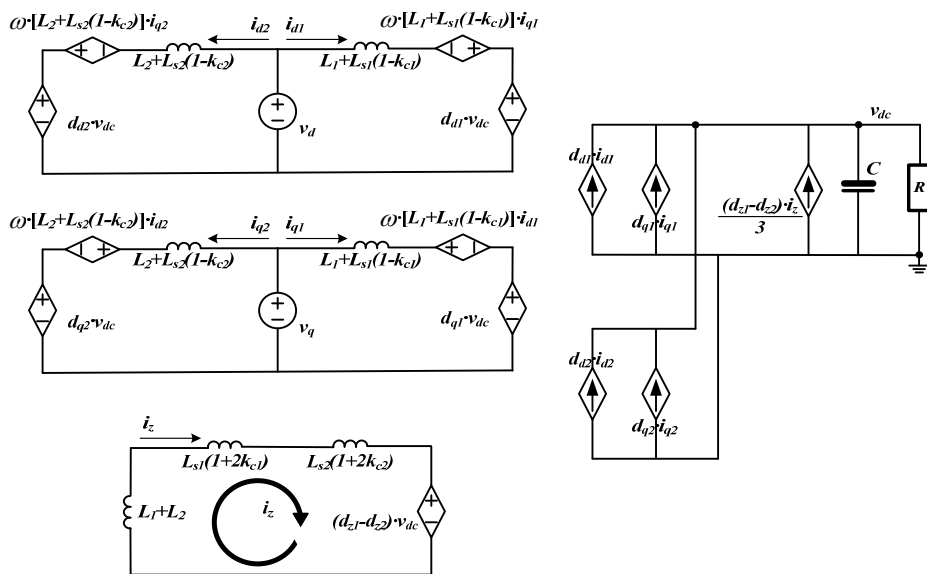 ω·[L2+Ls2(1-kc2)]·iq2
id2
id1
ω·[L1+Ls1(1-kc1)]·iq1
L2+Ls2(1-kc2)
L1+Ls1(1-kc1)
dd2·vdc
vd
dd1·vdc
ω·[L2+Ls2(1-kc2)]·id2
iq2
iq1
ω·[L1+Ls1(1-kc1)]·id1
L2+Ls2(1-kc2)
L1+Ls1(1-kc1)
dq2·vdc
vq
dq1·vdc
iz
Ls1(1+2kc1)
Ls2(1+2kc2)
L1+L2
iz
(dz1-dz2)·vdc
vdc
dd1·id1
dq1·iq1
(dz1-dz2)·iz
3
C
R
dd2·id2
dq2·iq2